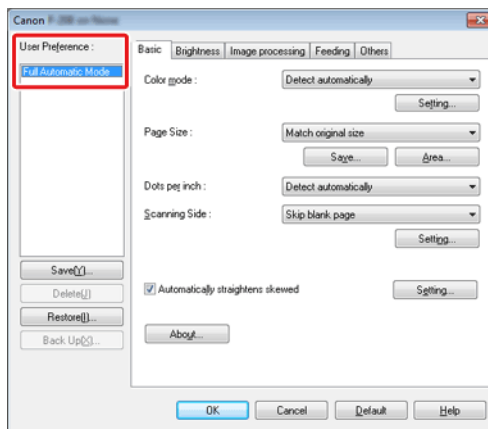 Canon
User Preference :
Full Automatic Mode
Save(Y)...
Delete(J)
Restore(I)...
Back Up(X)...
Basic Brightness Image processing Feeding Others
Color mode : Detect automatically
Setting...
Page Size : Match original size
Save... Area...
Dots per inch : Detect automatically
Scanning Side : Skip blank page
Setting...
Automatically straightens skewed Setting...
About...
OK Cancel Default Help